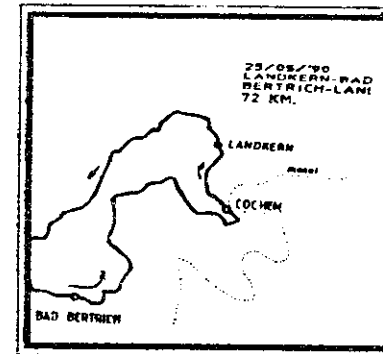 25/05/'90
LANDKERN-BAD
BERTRICH-LAN
72 KM.
LANDKERN
mosel
COCHEM
BAD BERTRICH